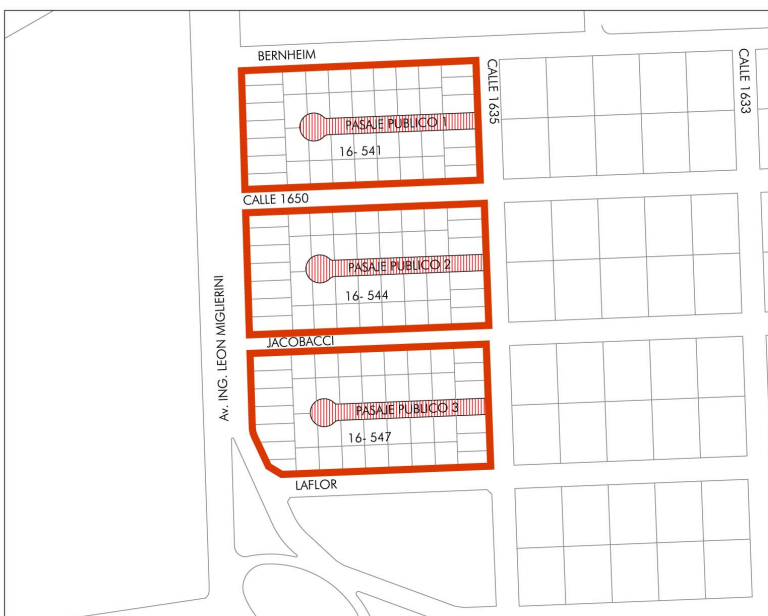 BERNHEIM
CALLE 1635
CALLE 1633
PASAJE PUBLICO 1
16- 541
CALLE 1650
PASAJE PUBLICO 2
16- 544
Av. ING. LEON MIGLIERINI
JACOBACCI
PASAJE PUBLICO 3
16- 547
LAFLOR